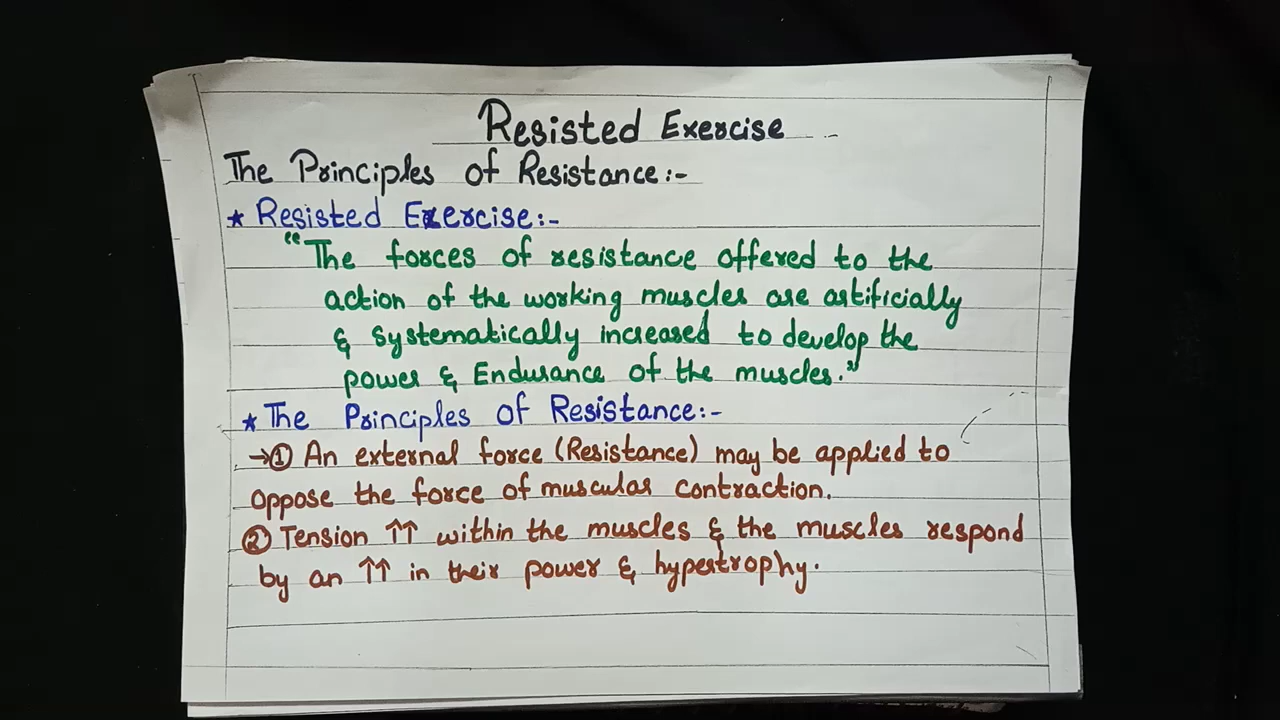 Resisted Exercise
The Principles of Resistance:-
* Resisted Exercise:-
"The forces of resistance offered to the
action of the working muscles are artificially
& Systematically increased to develop the
power & Endurance of the muscles."
* The Principles of Resistance:-
→① An external force (Resistance) may be applied to
oppose the force of muscular contraction.
② Tension ↑↑ within the muscles & the muscles respond
by an ↑↑ in their power & hypertrophy.